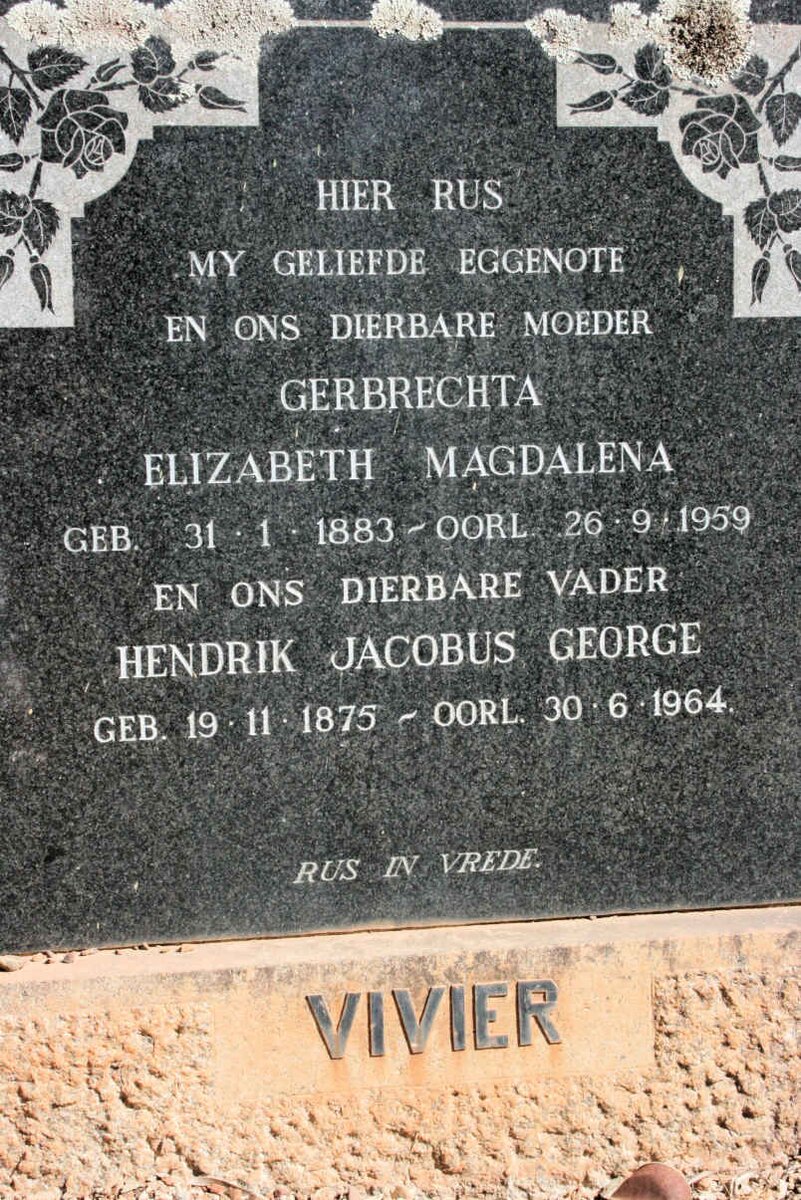 HIER RUS
MY GELIEFDE EGGENOTE
EN ONS DIERBARE MOEDER
GERBRECHTA
ELIZABETH MAGDALENA
GEB. 31 · 1 · 1883 ~ OORL. 26 · 9 · 1959
EN ONS DIERBARE VADER
HENDRIK JACOBUS GEORGE
GEB. 19 · 11 · 1875 ~ OORL. 30 · 6 · 1964.
RUS IN VREDE.
VIVIER